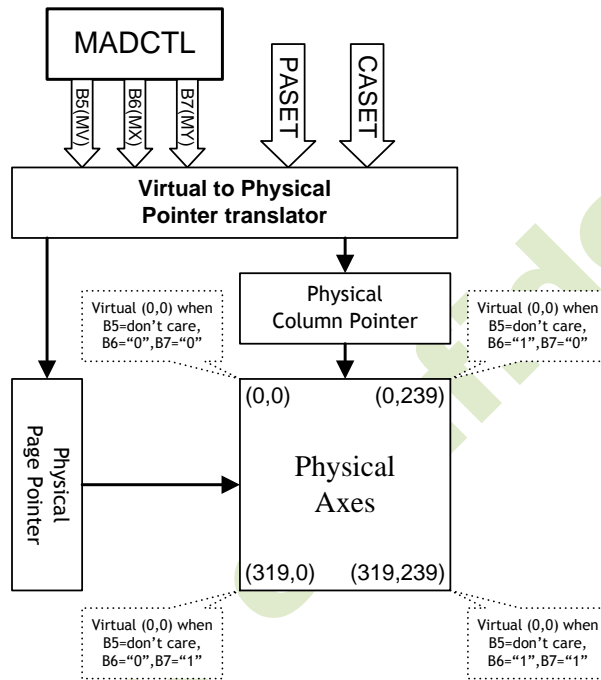 MADCTL
B5(MV)
B6(MX)
B7(MY)
PASET
CASET
Virtual to Physical
Pointer translator
Physical
Column Pointer
Virtual (0,0) when
B5=don’t care,
B6=“0”,B7=“0”
Virtual (0,0) when
B5=don’t care,
B6=“1”,B7=“0”
Physical
Page Pointer
(0,0) (0,239)
Physical
Axes
(319,0) (319,239)
Virtual (0,0) when
B5=don’t care,
B6=“0”,B7=“1”
Virtual (0,0) when
B5=don’t care,
B6=“1”,B7=“1”